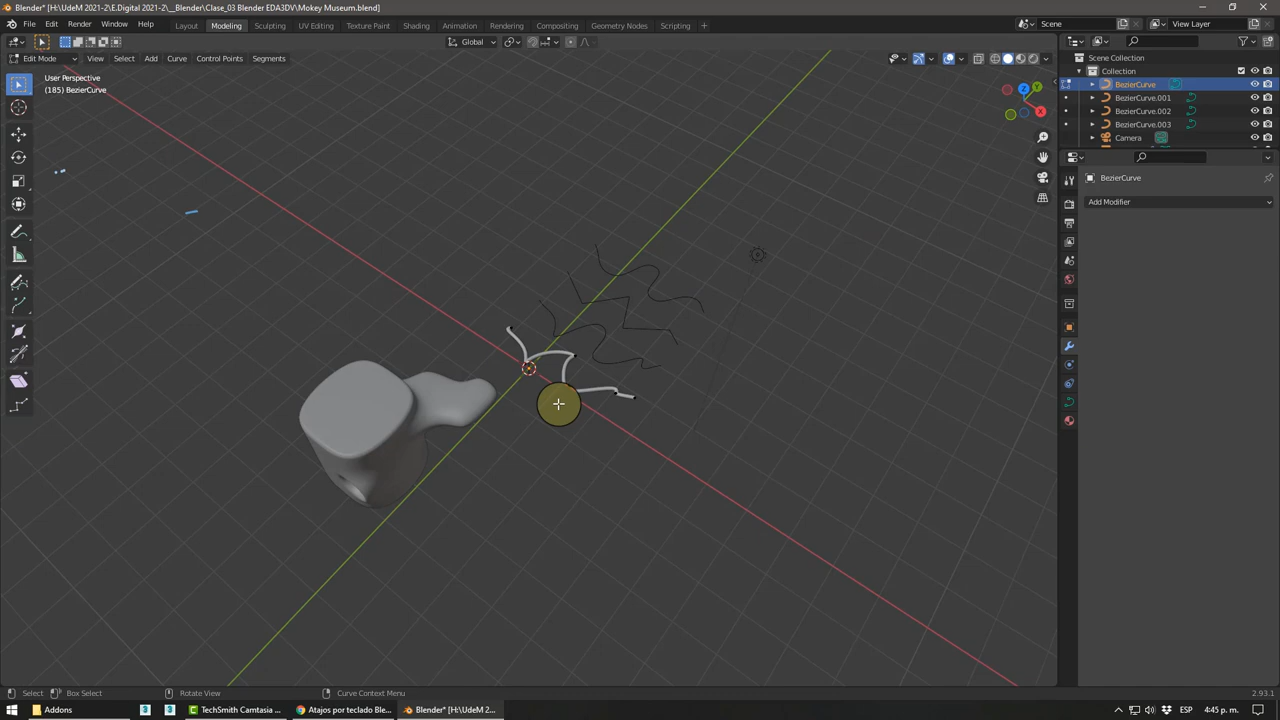 Blender* [H:\UdeM 2021-2\E.Digital 2021-2\__Blender\Clase_03 Blender EDA3DV\Mokey Museum.blend]
File Edit Render Window Help Layout Modeling Sculpting UV Editing Texture Paint Shading Animation Rendering Compositing Geometry Nodes Scripting + Scene View Layer
Global
Edit Mode View Select Add Curve Control Points Segments
User Perspective
(185) BezierCurve
Scene Collection
Collection
BezierCurve
BezierCurve.001
BezierCurve.002
BezierCurve.003
Camera
BezierCurve
Add Modifier
Z Y X
Select Box Select Rotate View Curve Context Menu 2.93.1
Addons TechSmith Camtasia ... Atajos por teclado Ble... Blender* [H:\UdeM 2... ESP 4:45 p. m.